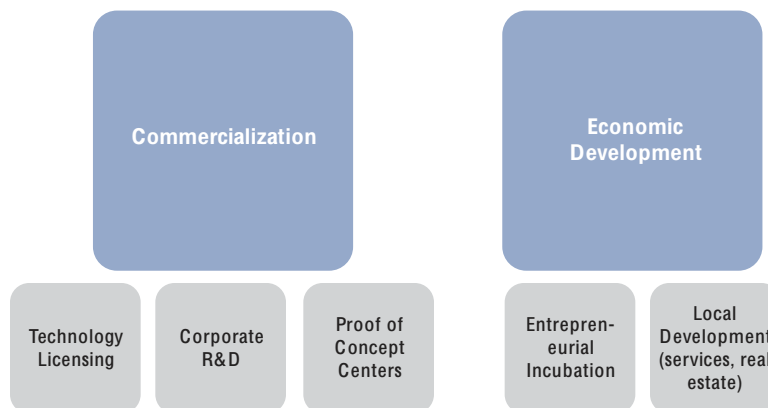 Commercialization
Economic
Development
Technology
Licensing
Corporate
R&D
Proof of
Concept
Centers
Entrepren-
eurial
Incubation
Local
Development
(services, real
estate)